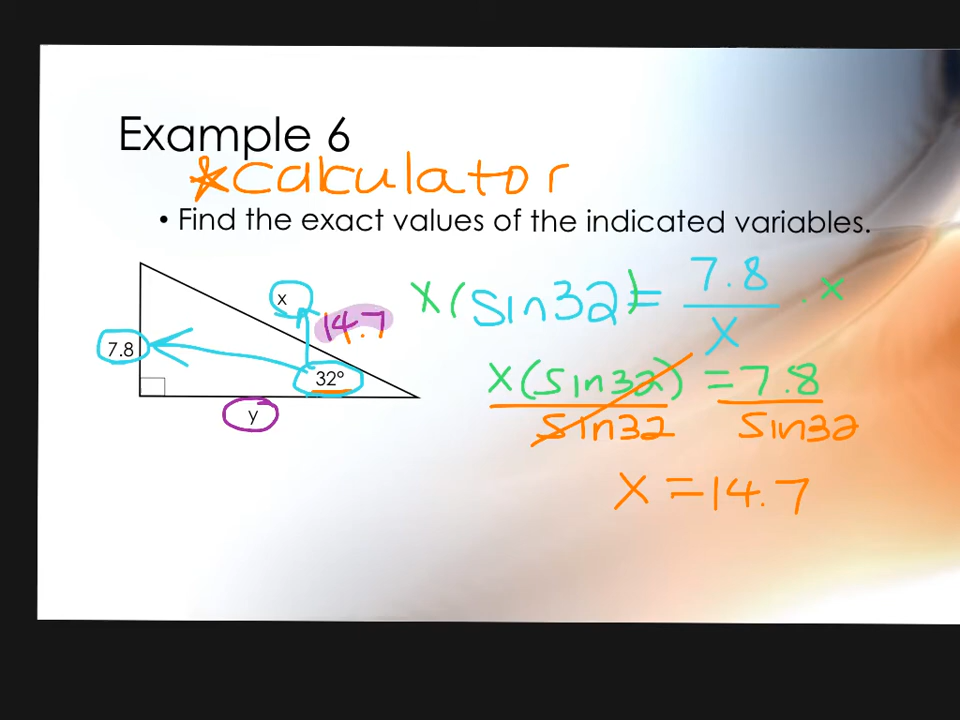 Example 6
*calculator
• Find the exact values of the indicated variables.
x
14.7
7.8
32°
y
x(sin32) = 7.8/x · x
x(sin32) = 7.8
sin32 sin32
x = 14.7